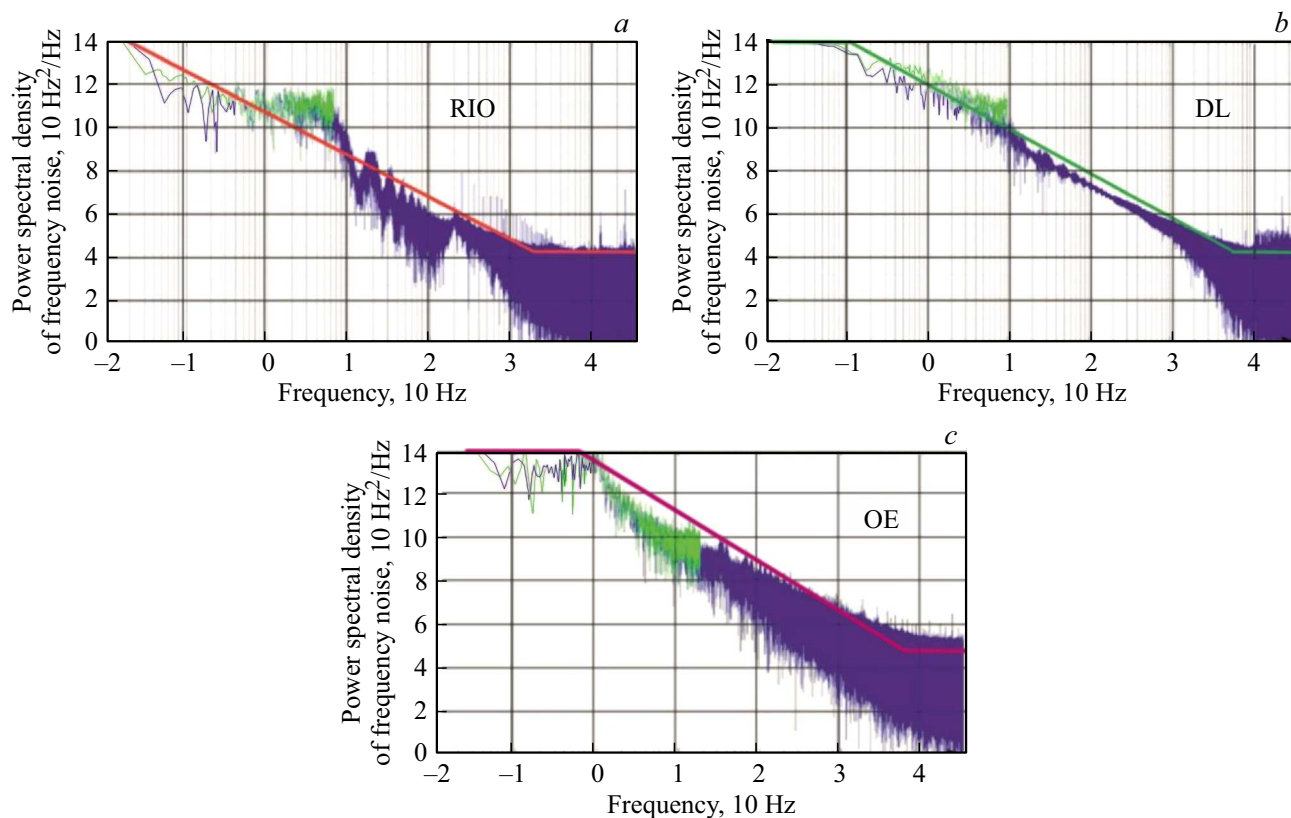 a
Power spectral density
of frequency noise, 10 Hz²/Hz
14
12
10
8
6
4
2
0
RIO
−2 −1 0 1 2 3 4
Frequency, 10 Hz
b
Power spectral density
of frequency noise, 10 Hz²/Hz
14
12
10
8
6
4
2
0
DL
−2 −1 0 1 2 3 4
Frequency, 10 Hz
c
Power spectral density
of frequency noise, 10 Hz²/Hz
14
12
10
8
6
4
2
0
OE
−2 −1 0 1 2 3 4
Frequency, 10 Hz